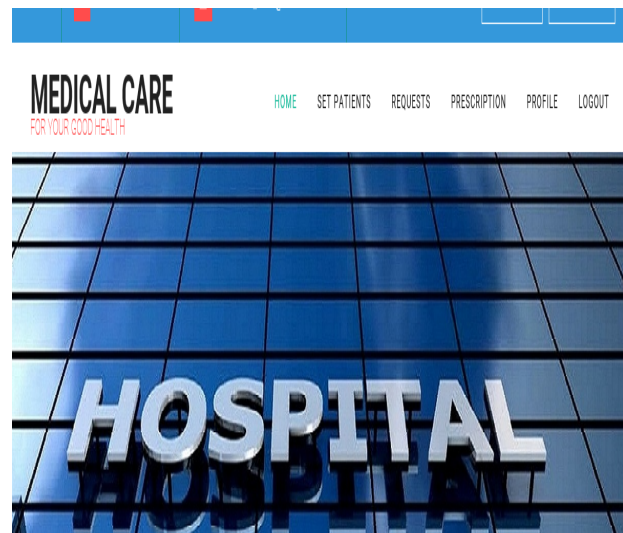 MEDICAL CARE
FOR YOUR GOOD HEALTH
HOME SET PATIENTS REQUESTS PRESCRIPTION PROFILE LOGOUT
HOSPITAL